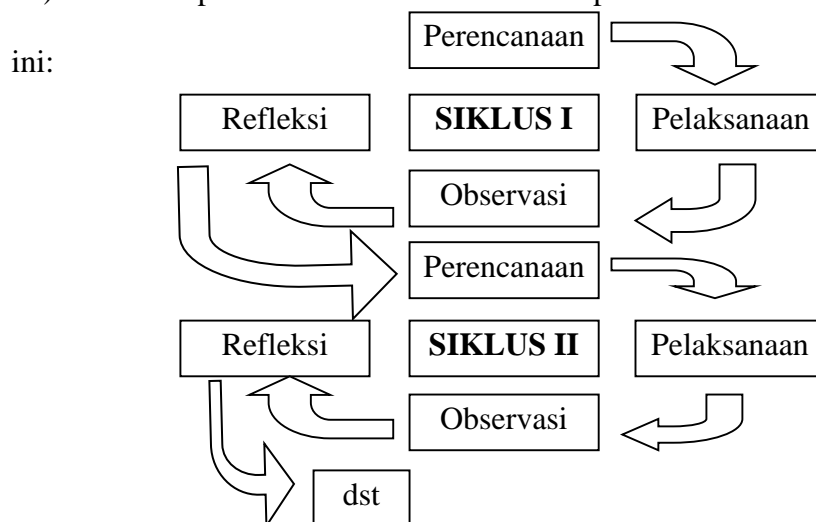 Perencanaan
ini:
Refleksi SIKLUS I Pelaksanaan
Observasi
Perencanaan
Refleksi SIKLUS II Pelaksanaan
Observasi
dst